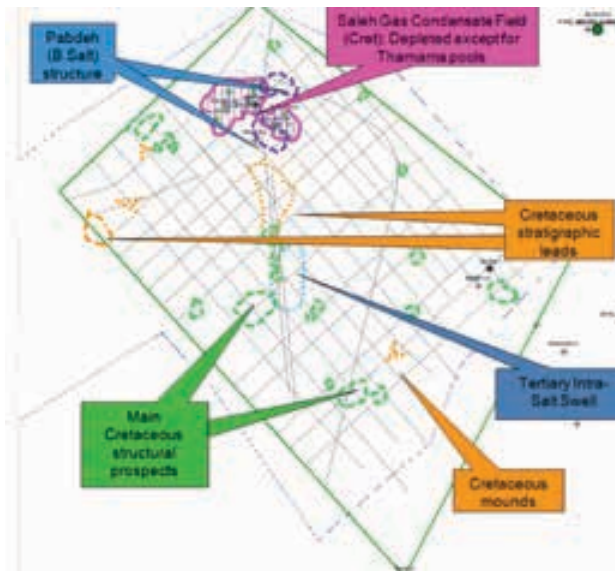 Pabdeh
(B Salt)
structure
Saleh Gas Condensate Field
(Cret). Depleted except for
Thamama pools
Cretaceous
stratigraphic
leads
Tertiary Intra-
Salt Swell
Main
Cretaceous
structural
prospects
Cretaceous
mounds